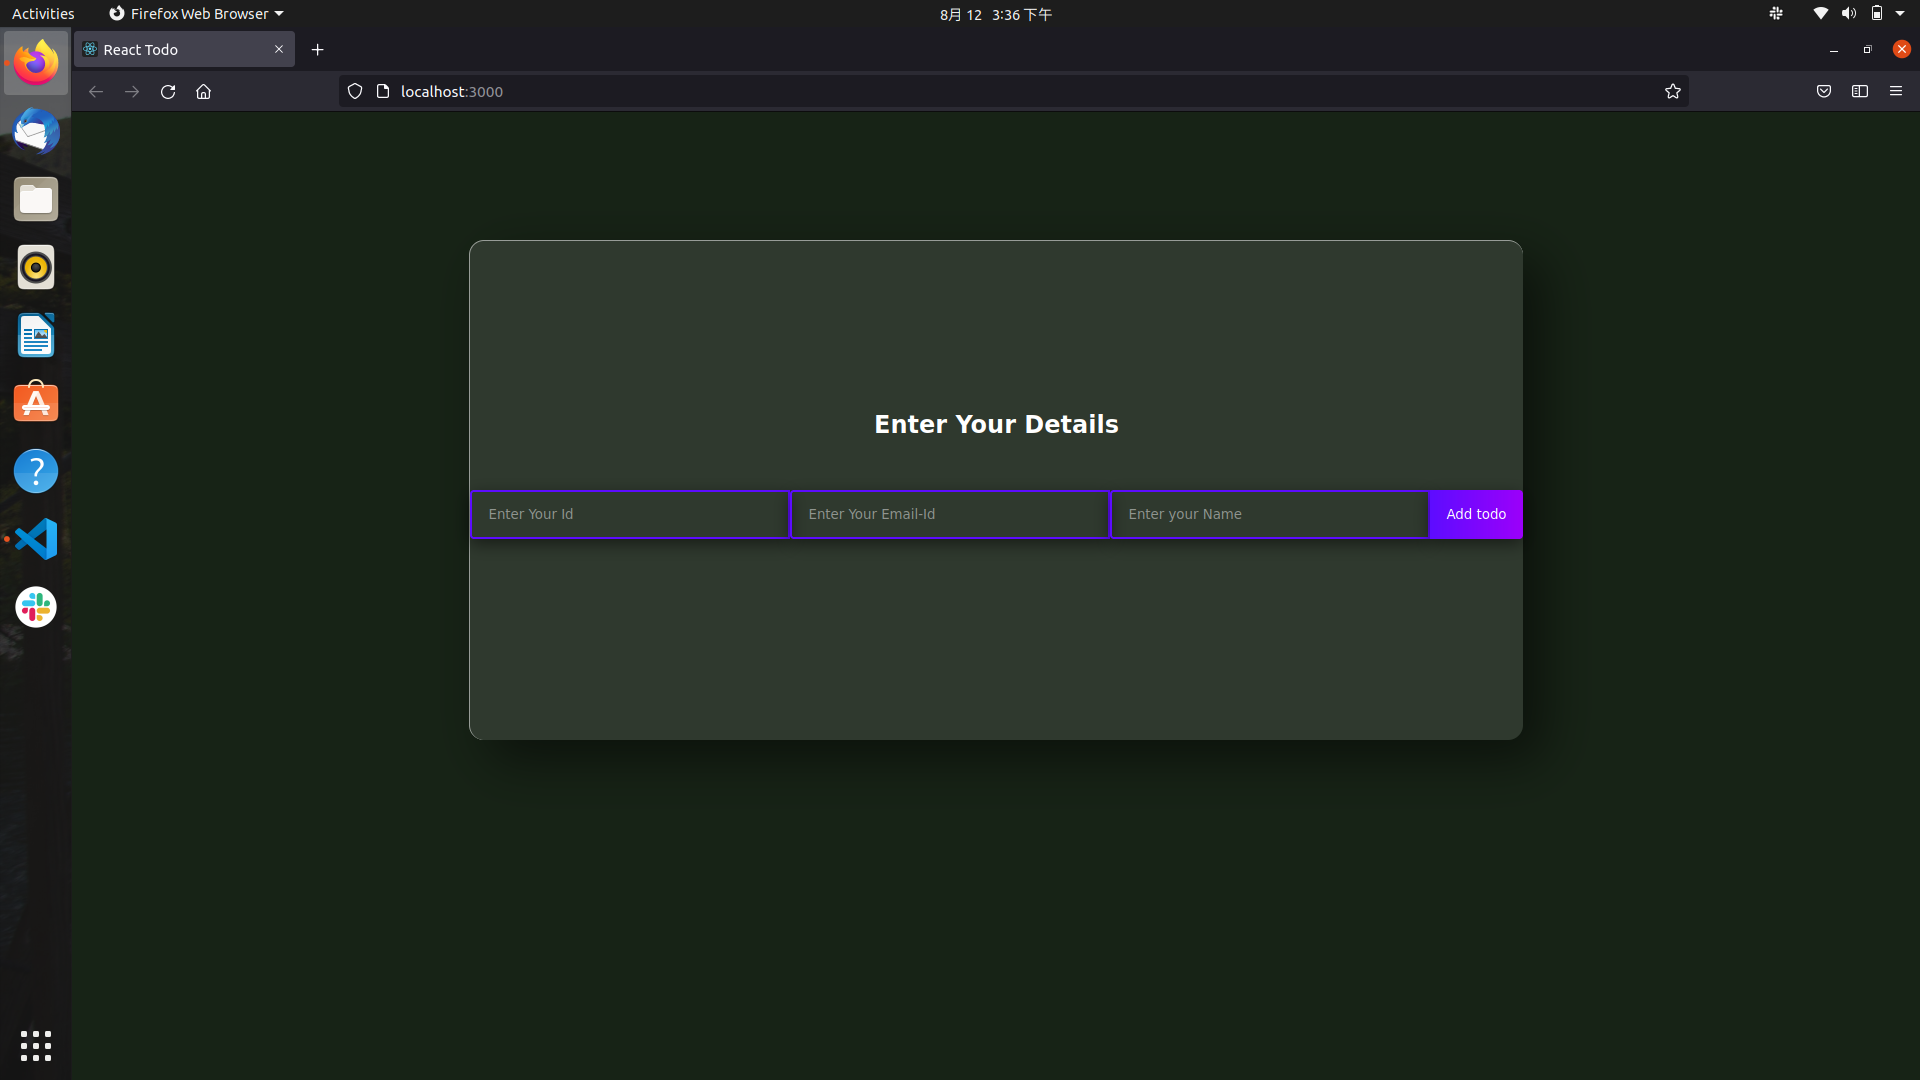 Activities Firefox Web Browser 8月 12 3:36 下午
React Todo
localhost:3000
Enter Your Details
Enter Your Id Enter Your Email-Id Enter your Name Add todo